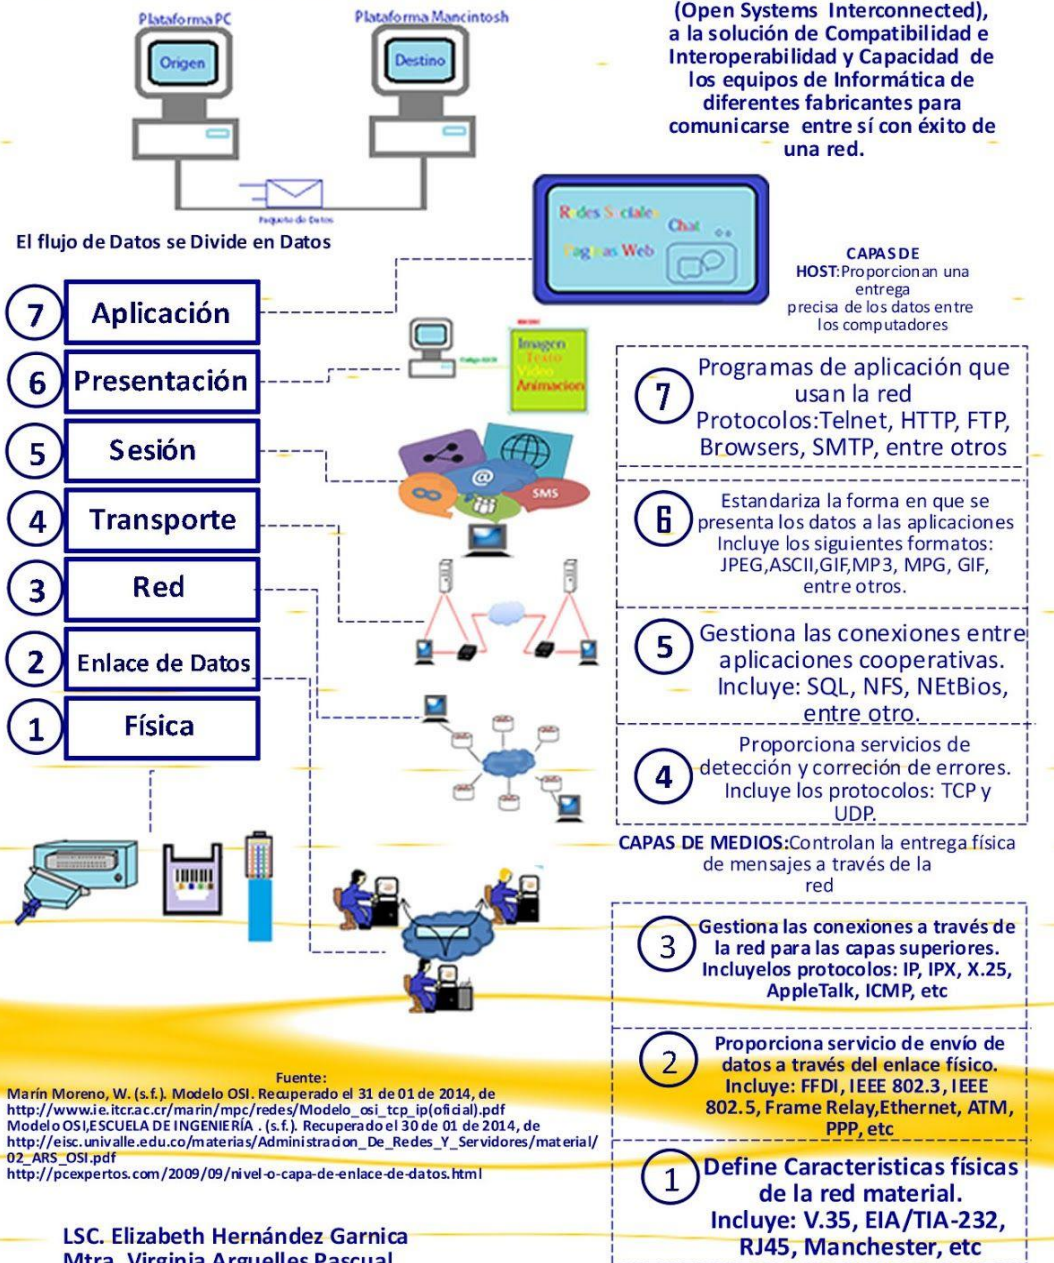 Plataforma PC
Plataforma Mancintosh
Origen
Destino
Paquete de Datos
(Open Systems Interconnected),
a la solución de Compatibilidad e
Interoperabilidad y Capacidad de
los equipos de Informática de
diferentes fabricantes para
comunicarse entre sí con éxito de
una red.
El flujo de Datos se Divide en Datos
Redes Sociales
Chat
Paginas Web
CAPAS DE
HOST:Proporcionan una
entrega
precisa de los datos entre
los computadores
7 Aplicación
6 Presentación
5 Sesión
4 Transporte
3 Red
2 Enlace de Datos
1 Física
Codigo ASCII
Imagen
Texto
Video
Animacion
@
SMS
7 Programas de aplicación que
usan la red
Protocolos:Telnet, HTTP, FTP,
Browsers, SMTP, entre otros
6 Estandariza la forma en que se
presenta los datos a las aplicaciones
Incluye los siguientes formatos:
JPEG,ASCII,GIF,MP3, MPG, GIF,
entre otros.
5 Gestiona las conexiones entre
aplicaciones cooperativas.
Incluye: SQL, NFS, NEtBios,
entre otro.
4 Proporciona servicios de
detección y correción de errores.
Incluye los protocolos: TCP y
UDP.
CAPAS DE MEDIOS:Controlan la entrega física
de mensajes a través de la
red
3 Gestiona las conexiones a través de
la red para las capas superiores.
Incluyelos protocolos: IP, IPX, X.25,
AppleTalk, ICMP, etc
2 Proporciona servicio de envío de
datos a través del enlace físico.
Incluye: FFDI, IEEE 802.3, IEEE
802.5, Frame Relay,Ethernet, ATM,
PPP, etc
1 Define Caracteristicas físicas
de la red material.
Incluye: V.35, EIA/TIA-232,
RJ45, Manchester, etc
Fuente:
Marín Moreno, W. (s.f.). Modelo OSI. Recuperado el 31 de 01 de 2014, de
http://www.ie.itcr.ac.cr/marin/mpc/redes/Modelo_osi_tcp_ip(oficial).pdf
Modelo OSI,ESCUELA DE INGENIERÍA . (s.f.). Recuperado el 30 de 01 de 2014, de
http://eisc.univalle.edu.co/materias/Administracion_De_Redes_Y_Servidores/material/
02_ARS_OSI.pdf
http://pcexpertos.com/2009/09/nivel-o-capa-de-enlace-de-datos.html
LSC. Elizabeth Hernández Garnica
Mtra. Virginia Arguelles Pascual